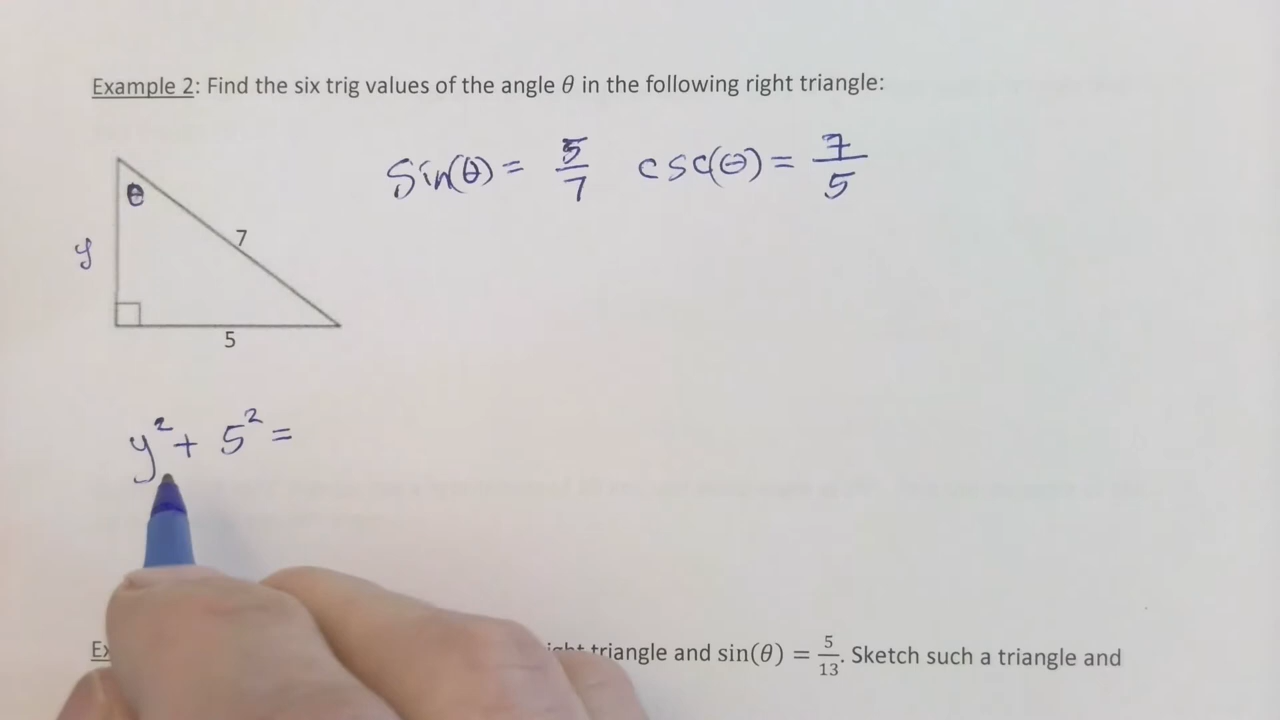 Example 2: Find the six trig values of the angle θ in the following right triangle:
sin(θ) = 5/7 csc(θ) = 7/5
θ
7
y
5
y² + 5² =
Ex
triangle and sin(θ) = 5/13. Sketch such a triangle and